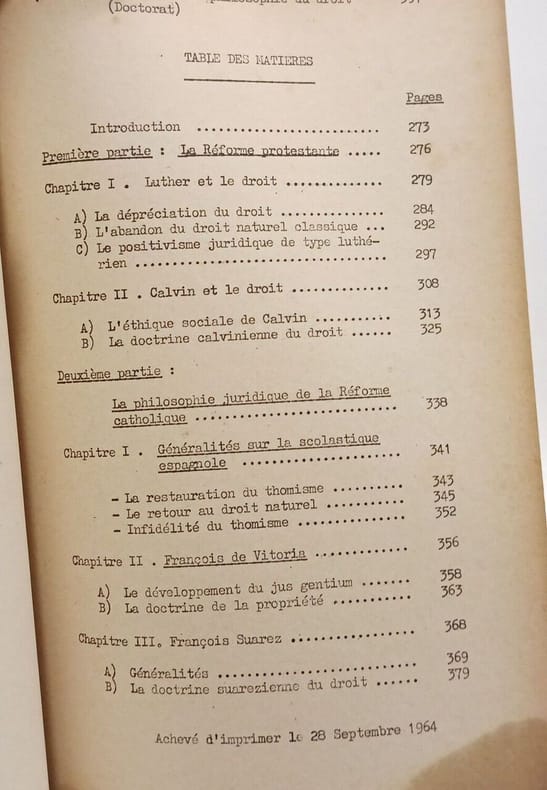 (Doctorat)
TABLE DES MATIERES
Pages
Introduction .......................... 273
Première partie : La Réforme protestante ..... 276
Chapitre I . Luther et le droit .............. 279
A) La dépréciation du droit ............... 284
B) L'abandon du droit naturel classique ... 292
C) Le positivisme juridique de type luthé-
rien .................................... 297
Chapitre II . Calvin et le droit .............. 308
A) L'éthique sociale de Calvin ........... 313
B) La doctrine calvinienne du droit ...... 325
Deuxième partie :
La philosophie juridique de la Réforme
catholique .............................. 338
Chapitre I . Généralités sur la scolastique
espagnole ....................... 341
- La restauration du thomisme .......... 343
- Le retour au droit naturel ........... 345
- Infidélité du thomisme ............... 352
Chapitre II . François de Vitoria ............. 356
A) Le développement du jus gentium ....... 358
B) La doctrine de la propriété ........... 363
Chapitre III. François Suarez ................. 368
A) Généralités ........................... 369
B) La doctrine suarezienne du droit ...... 379
Achevé d'imprimer le 28 Septembre 1964